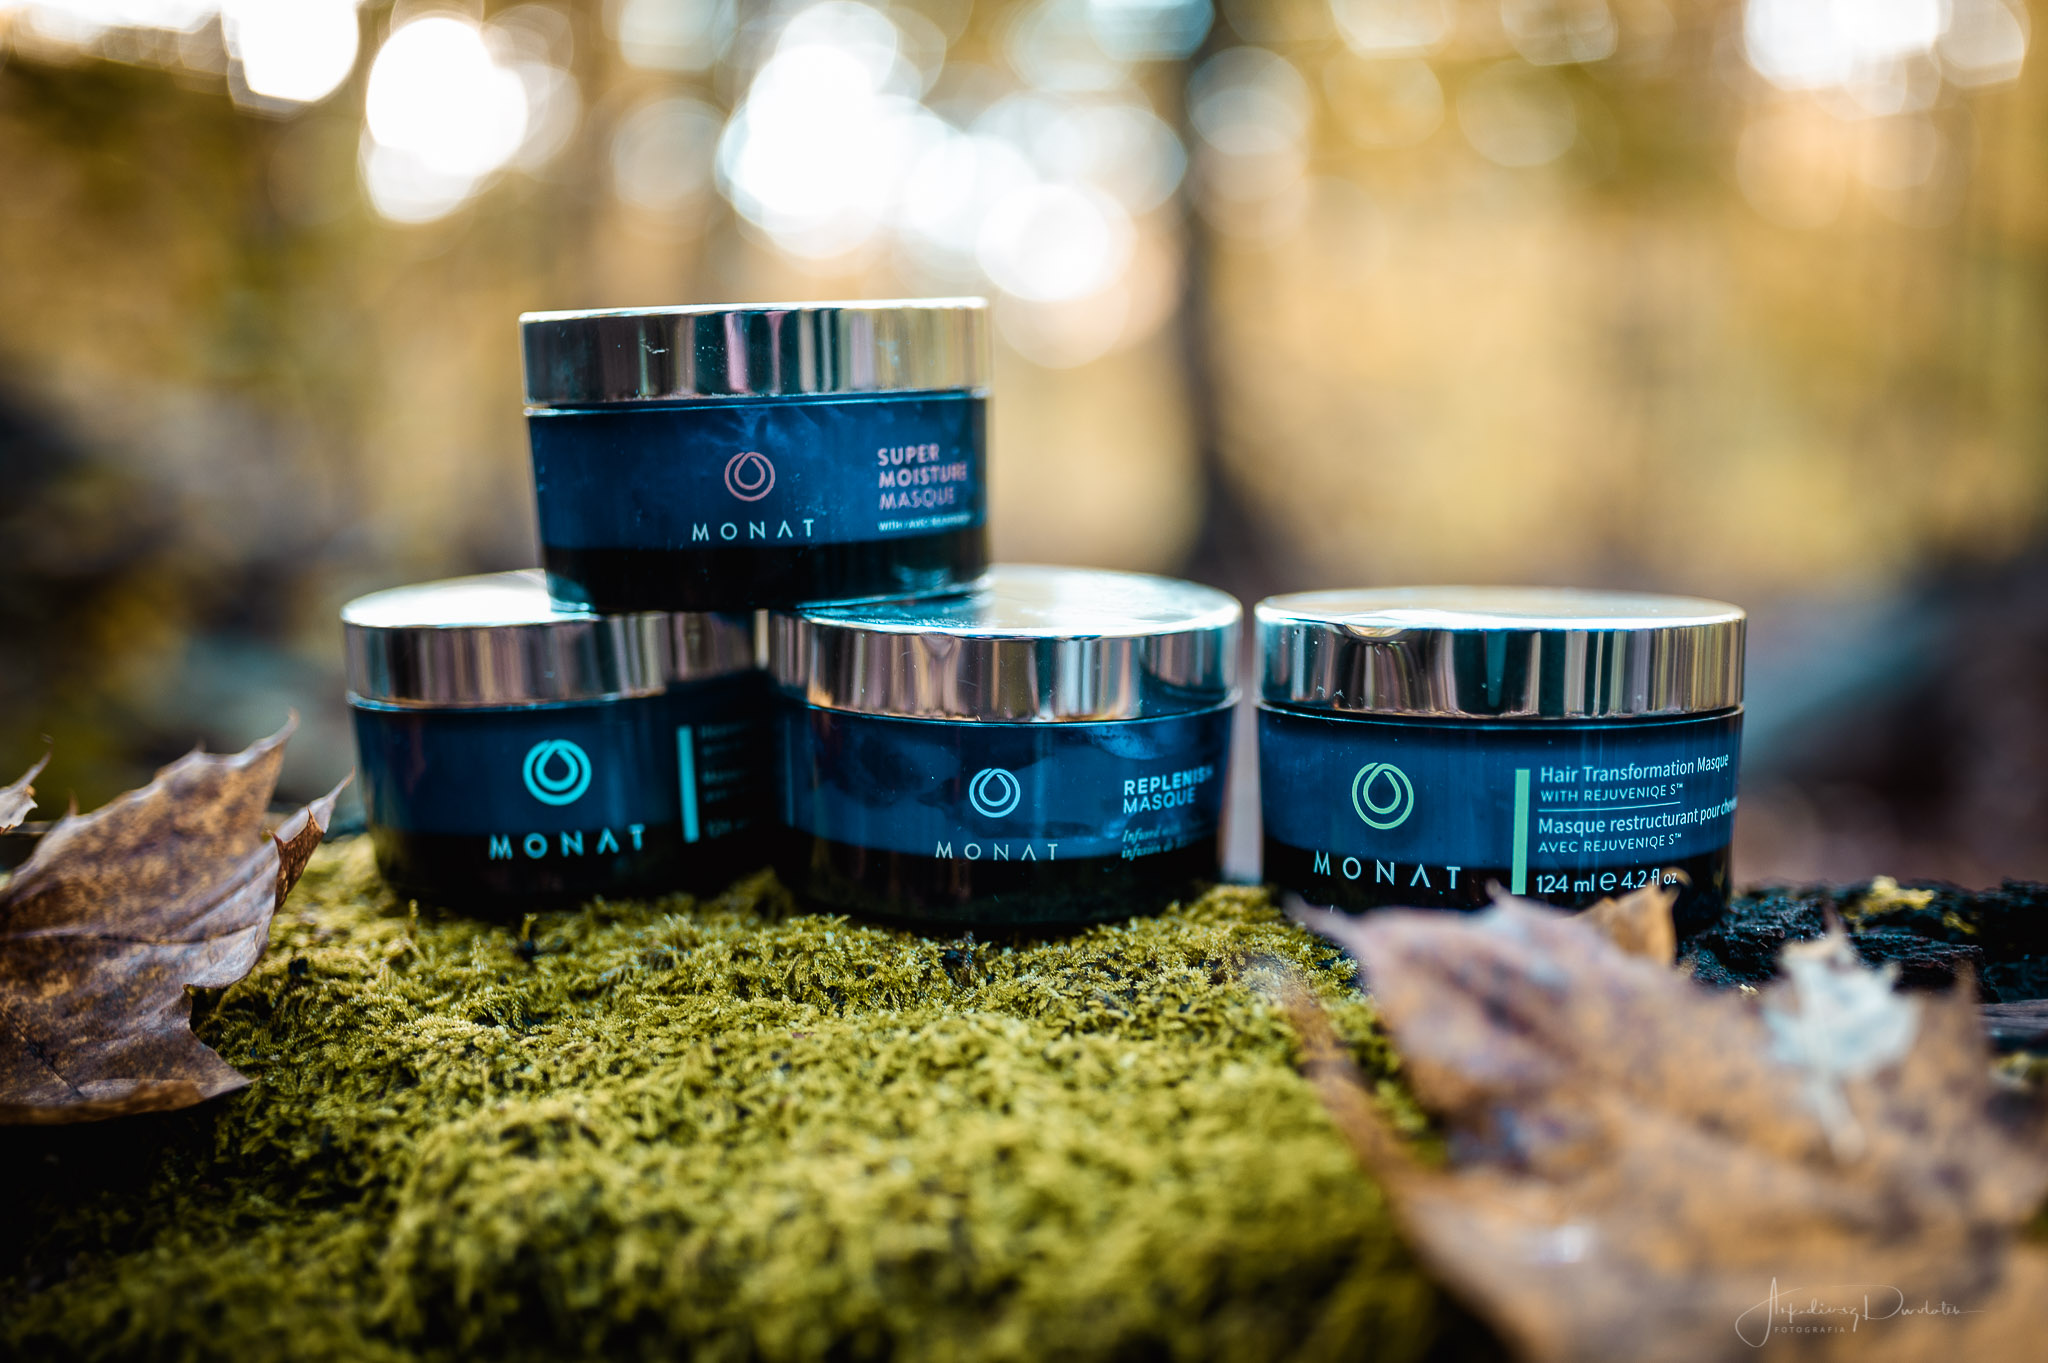 SUPER
MOISTURE
MASQUE
MONAT
MONAT
REPLENISH
MASQUE
MONAT
Hair Transformation Masque
WITH REJUVENIQE S™
Masque restructurant pour
AVEC REJUVENIQE S™
124 ml e 4.2 fl oz
MONAT
FOTOGRAFIA